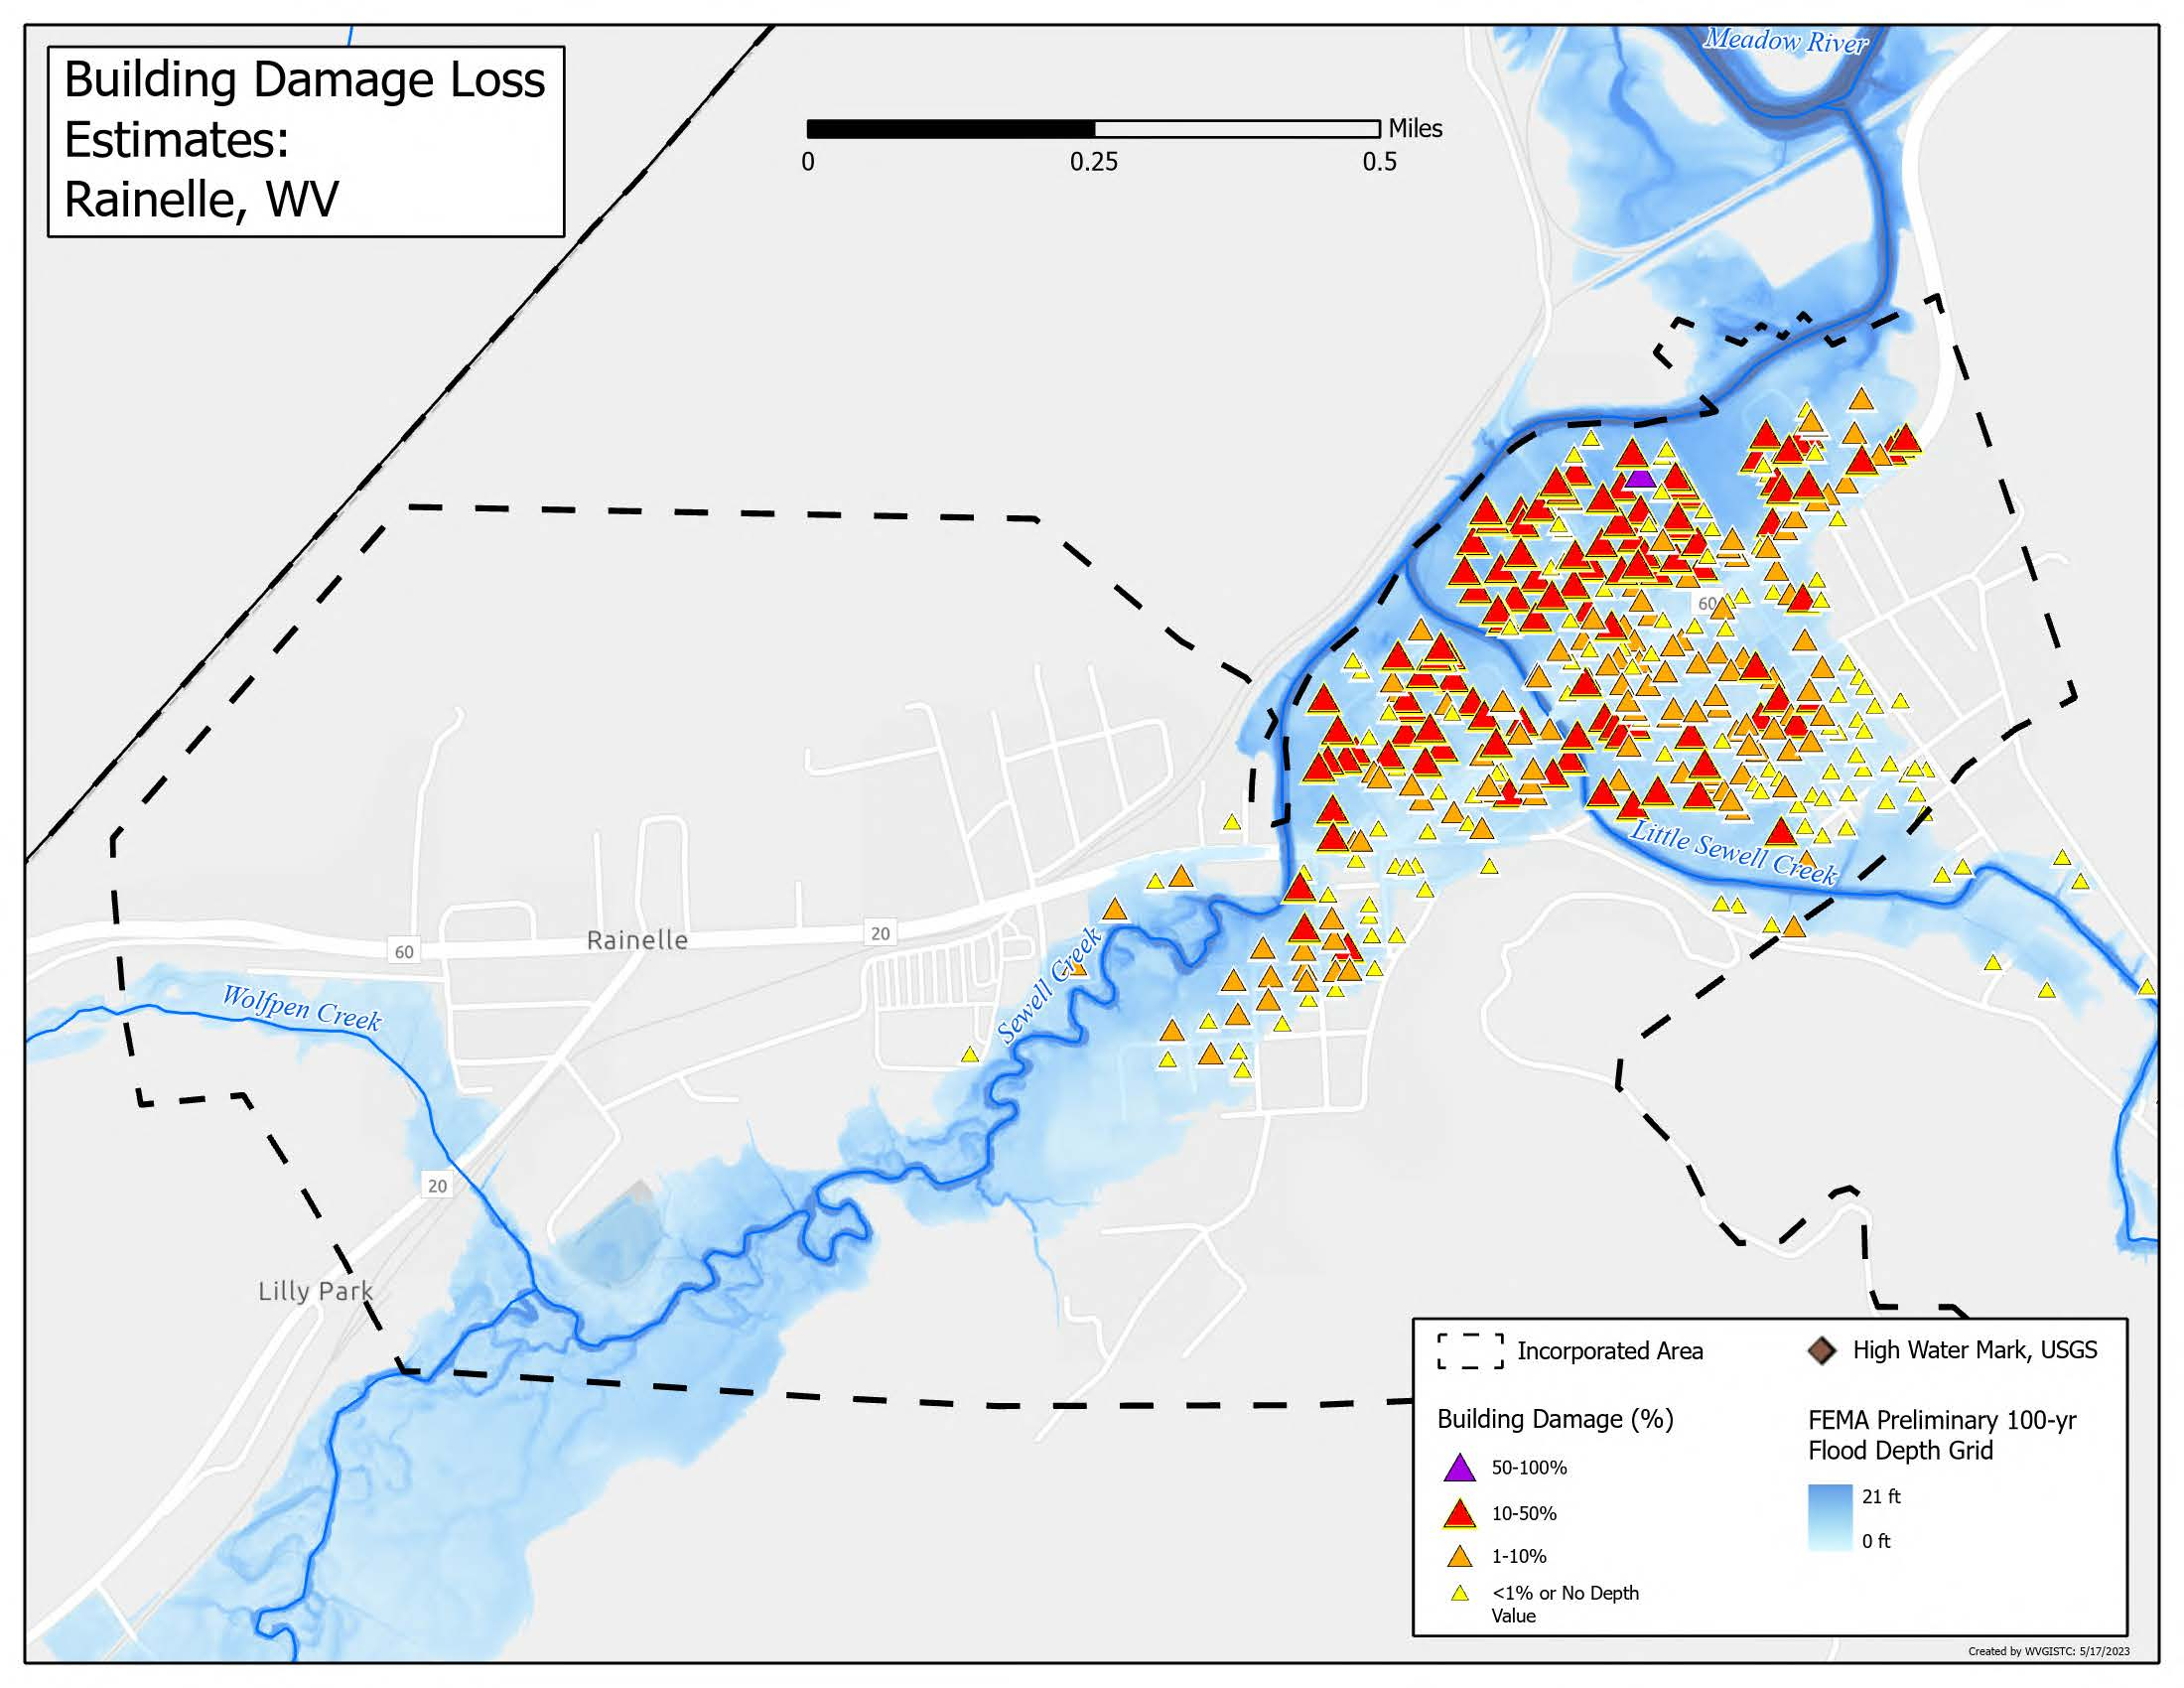 Meadow River
Building Damage Loss
Estimates:
Rainelle, WV
Miles
0
0.25
0.5
60
Little Sewell Creek
Rainelle
20
60
Sewell Creek
Wolfpen Creek
20
Lilly Park
Incorporated Area
High Water Mark, USGS
Building Damage (%)
50-100%
10-50%
1-10%
<1% or No Depth
Value
FEMA Preliminary 100-yr
Flood Depth Grid
21 ft
0 ft
Created by WVGISTC: 5/17/2023